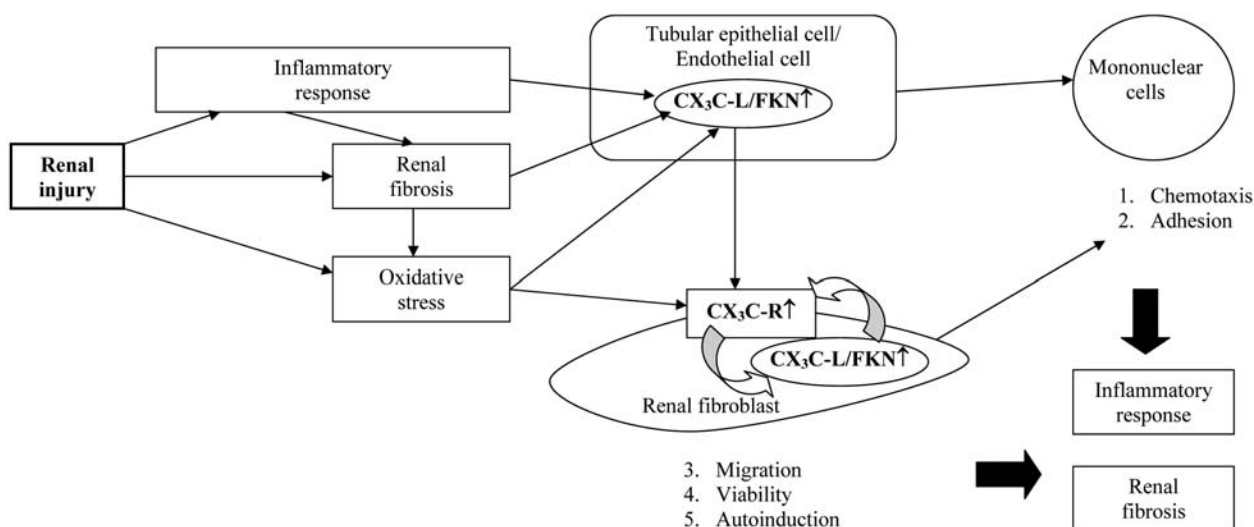 Tubular epithelial cell/
Endothelial cell
CX₃C-L/FKN↑
Inflammatory
response
Mononuclear
cells
Renal
injury
Renal
fibrosis
1. Chemotaxis
2. Adhesion
Oxidative
stress
CX₃C-R↑
CX₃C-L/FKN↑
Renal fibroblast
Inflammatory
response
3. Migration
4. Viability
5. Autoinduction
Renal
fibrosis